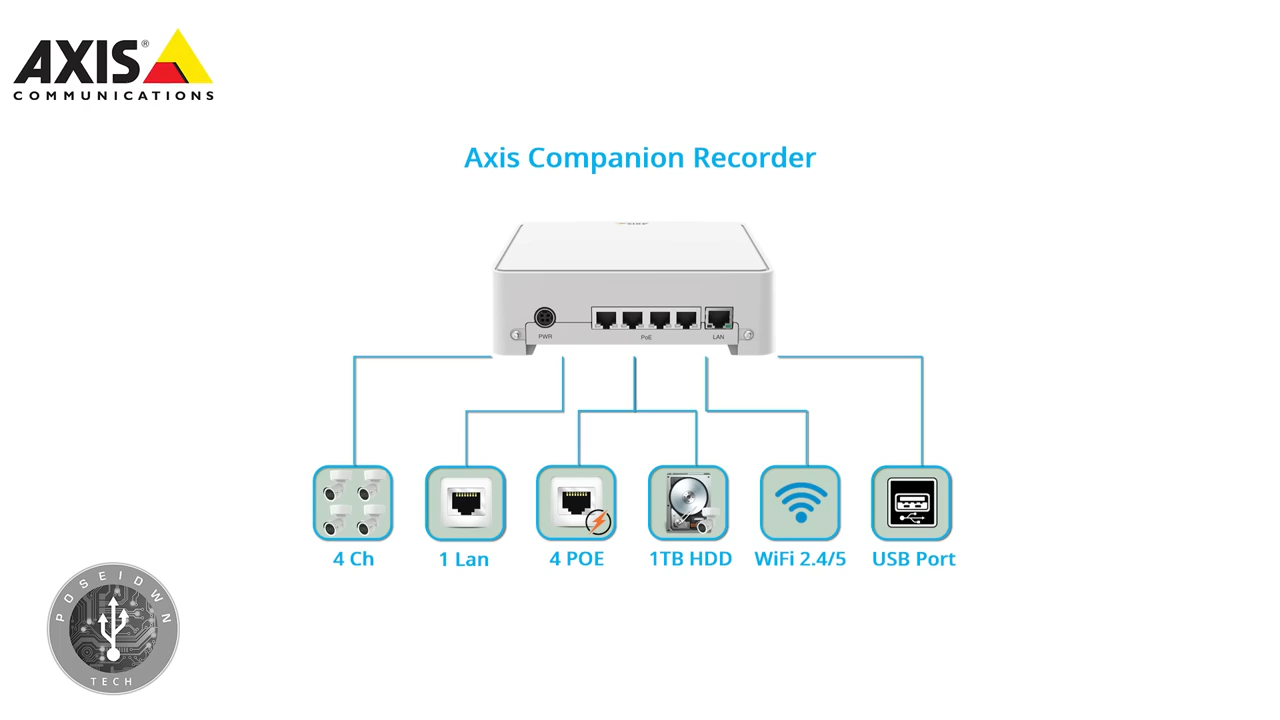 AXIS®
COMMUNICATIONS
Axis Companion Recorder
PWR
PoE
LAN
4 Ch
1 Lan
4 POE
1TB HDD
WiFi 2.4/5
USB Port
POSEIDWN
TECH